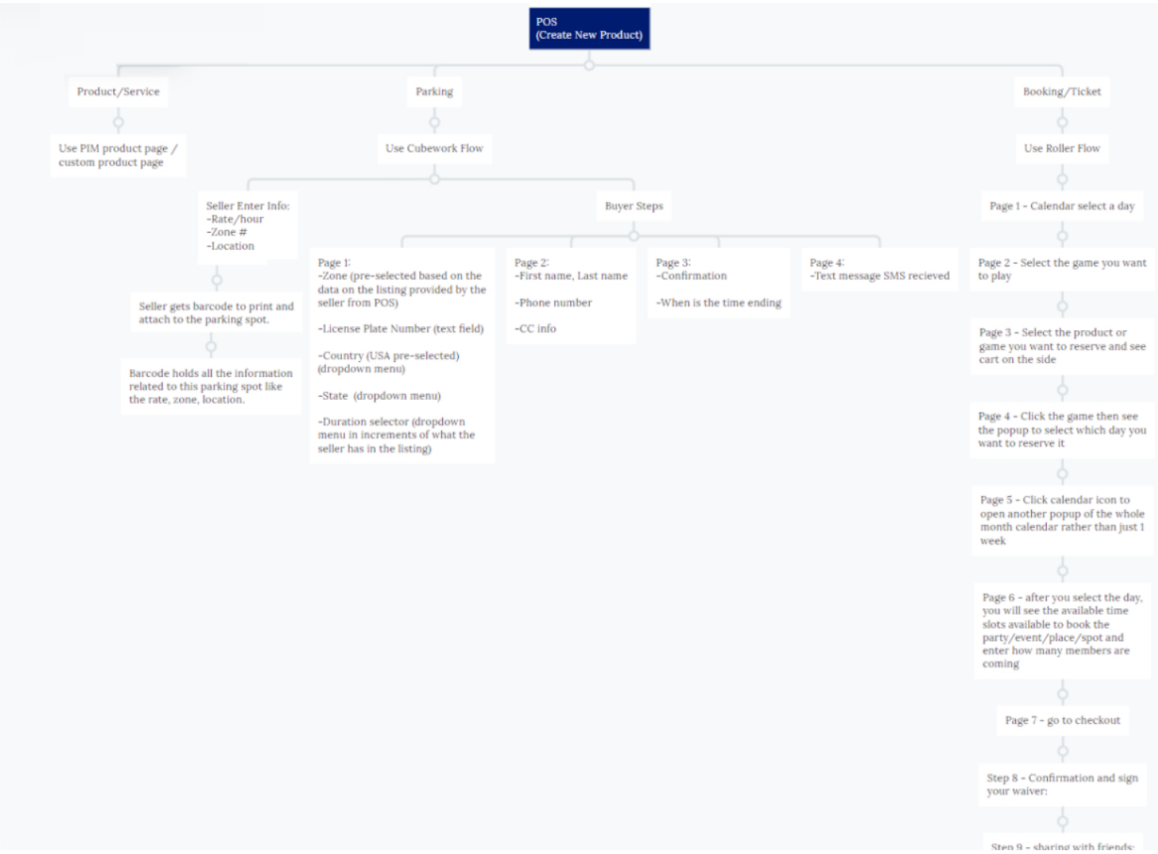 POS
(Create New Product)
Product/Service
Parking
Booking/Ticket
Use PIM product page /
custom product page
Use Cubework Flow
Use Roller Flow
Seller Enter Info:
-Rate/hour
-Zone #
-Location
Seller gets barcode to print and
attach to the parking spot.
Barcode holds all the information
related to this parking spot like
the rate, zone, location.
Buyer Steps
Page 1:
-Zone (pre-selected based on the
data on the listing provided by the
seller from POS)
-License Plate Number (text field)
-Country (USA pre-selected)
(dropdown menu)
-State (dropdown menu)
-Duration selector (dropdown
menu in increments of what the
seller has in the listing)
Page 2:
-First name, Last name
-Phone number
-CC info
Page 3:
-Confirmation
-When is the time ending
Page 4:
-Text message SMS recieved
Page 1 - Calendar select a day
Page 2 - Select the game you want
to play
Page 3 - Select the product or
game you want to reserve and see
cart on the side
Page 4 - Click the game then see
the popup to select which day you
want to reserve it
Page 5 - Click calendar icon to
open another popup of the whole
month calendar rather than just 1
week
Page 6 - after you select the day,
you will see the available time
slots available to book the
party/event/place/spot and
enter how many members are
coming
Page 7 - go to checkout
Step 8 - Confirmation and sign
your waiver:
Step 9 - sharing with friends: